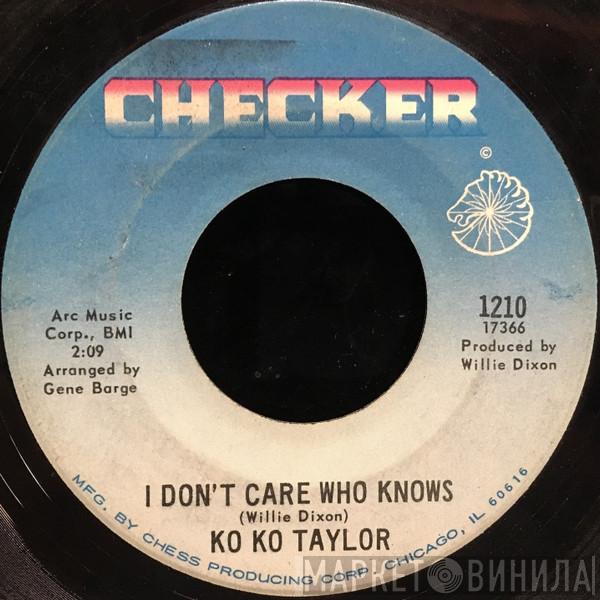 CHECKER
©
Arc Music
Corp., BMI
2:09
Arranged by
Gene Barge
1210
17366
Produced by
Willie Dixon
I DON'T CARE WHO KNOWS
(Willie Dixon)
KO KO TAYLOR
MFG. BY CHESS PRODUCING CORP. CHICAGO, IL 60616
МАРКЕТ ВИНИЛА